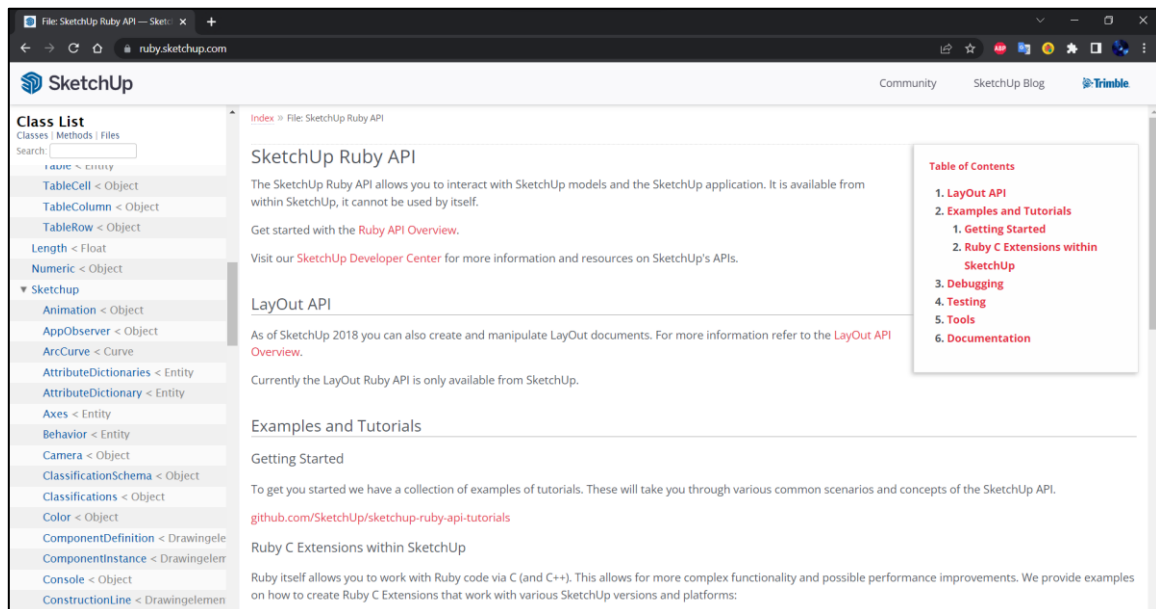 File: SketchUp Ruby API — Sketc
ruby.sketchup.com
ABP
SketchUp
Community
SketchUp Blog
Trimble
Class List
Classes | Methods | Files
Search:
Table < Entity
TableCell < Object
TableColumn < Object
TableRow < Object
Length < Float
Numeric < Object
Sketchup
Animation < Object
AppObserver < Object
ArcCurve < Curve
AttributeDictionaries < Entity
AttributeDictionary < Entity
Axes < Entity
Behavior < Entity
Camera < Object
ClassificationSchema < Object
Classifications < Object
Color < Object
ComponentDefinition < Drawingele
ComponentInstance < Drawingelem
Console < Object
ConstructionLine < Drawingelemen
Index » File: SketchUp Ruby API
SketchUp Ruby API
The SketchUp Ruby API allows you to interact with SketchUp models and the SketchUp application. It is available from
within SketchUp, it cannot be used by itself.
Get started with the Ruby API Overview.
Visit our SketchUp Developer Center for more information and resources on SketchUp's APIs.
LayOut API
As of SketchUp 2018 you can also create and manipulate LayOut documents. For more information refer to the LayOut API
Overview.
Currently the LayOut Ruby API is only available from SketchUp.
Examples and Tutorials
Getting Started
To get you started we have a collection of examples of tutorials. These will take you through various common scenarios and concepts of the SketchUp API.
github.com/SketchUp/sketchup-ruby-api-tutorials
Ruby C Extensions within SketchUp
Ruby itself allows you to work with Ruby code via C (and C++). This allows for more complex functionality and possible performance improvements. We provide examples
on how to create Ruby C Extensions that work with various SketchUp versions and platforms:
Table of Contents
1. LayOut API
2. Examples and Tutorials
1. Getting Started
2. Ruby C Extensions within
SketchUp
3. Debugging
4. Testing
5. Tools
6. Documentation